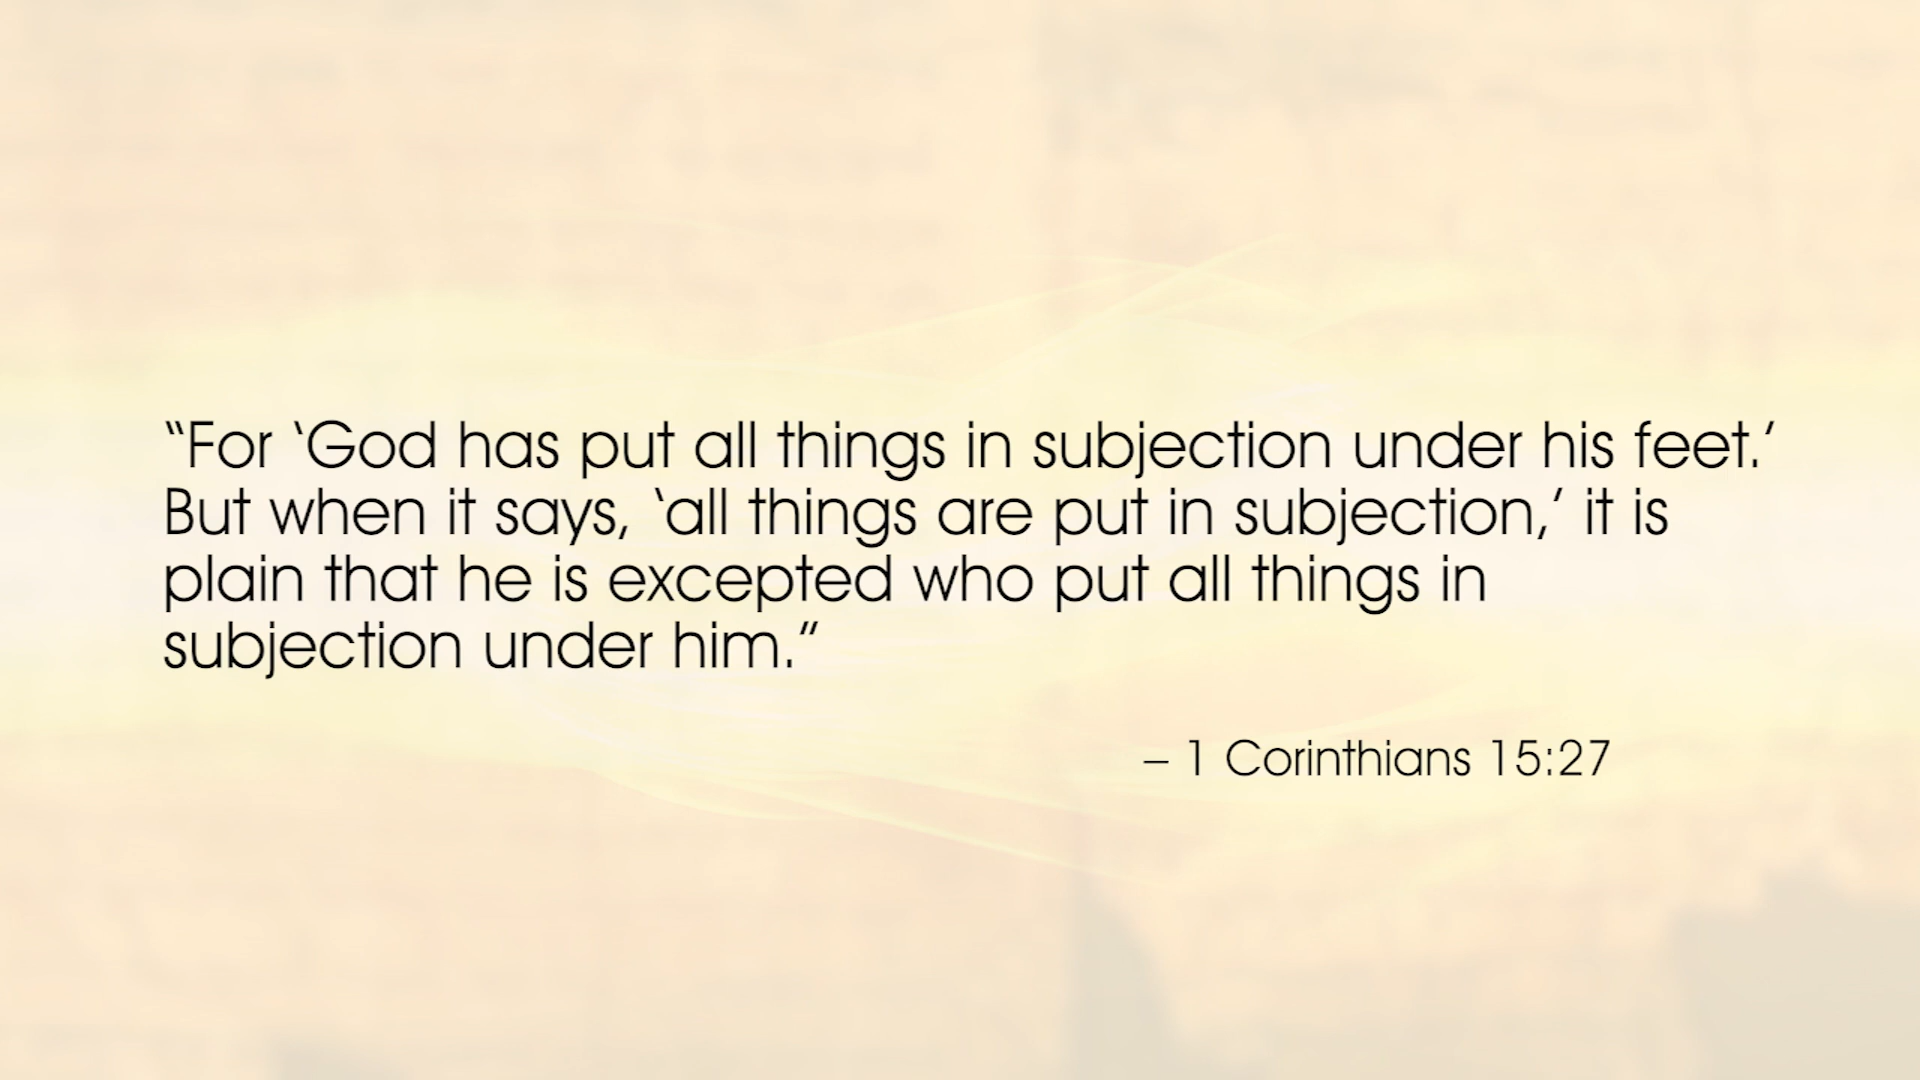 “For ‘God has put all things in subjection under his feet.’
But when it says, ‘all things are put in subjection,’ it is
plain that he is excepted who put all things in
subjection under him.”
– 1 Corinthians 15:27